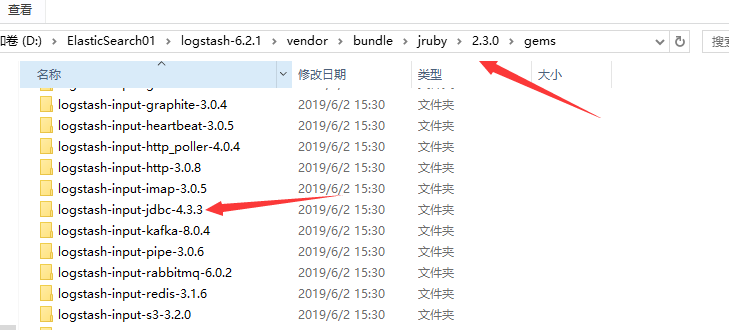 查看
卷 (D:) > ElasticSearch01 > logstash-6.2.1 > vendor > bundle > jruby > 2.3.0 > gems 搜索
名称 修改日期 类型 大小
logstash-input-graphite-3.0.4 2019/6/2 15:30 文件夹
logstash-input-heartbeat-3.0.5 2019/6/2 15:30 文件夹
logstash-input-http_poller-4.0.4 2019/6/2 15:30 文件夹
logstash-input-http-3.0.8 2019/6/2 15:30 文件夹
logstash-input-imap-3.0.5 2019/6/2 15:30 文件夹
logstash-input-jdbc-4.3.3 2019/6/2 15:30 文件夹
logstash-input-kafka-8.0.4 2019/6/2 15:30 文件夹
logstash-input-pipe-3.0.6 2019/6/2 15:30 文件夹
logstash-input-rabbitmq-6.0.2 2019/6/2 15:30 文件夹
logstash-input-redis-3.1.6 2019/6/2 15:30 文件夹
logstash-input-s3-3.2.0 2019/6/2 15:30 文件夹